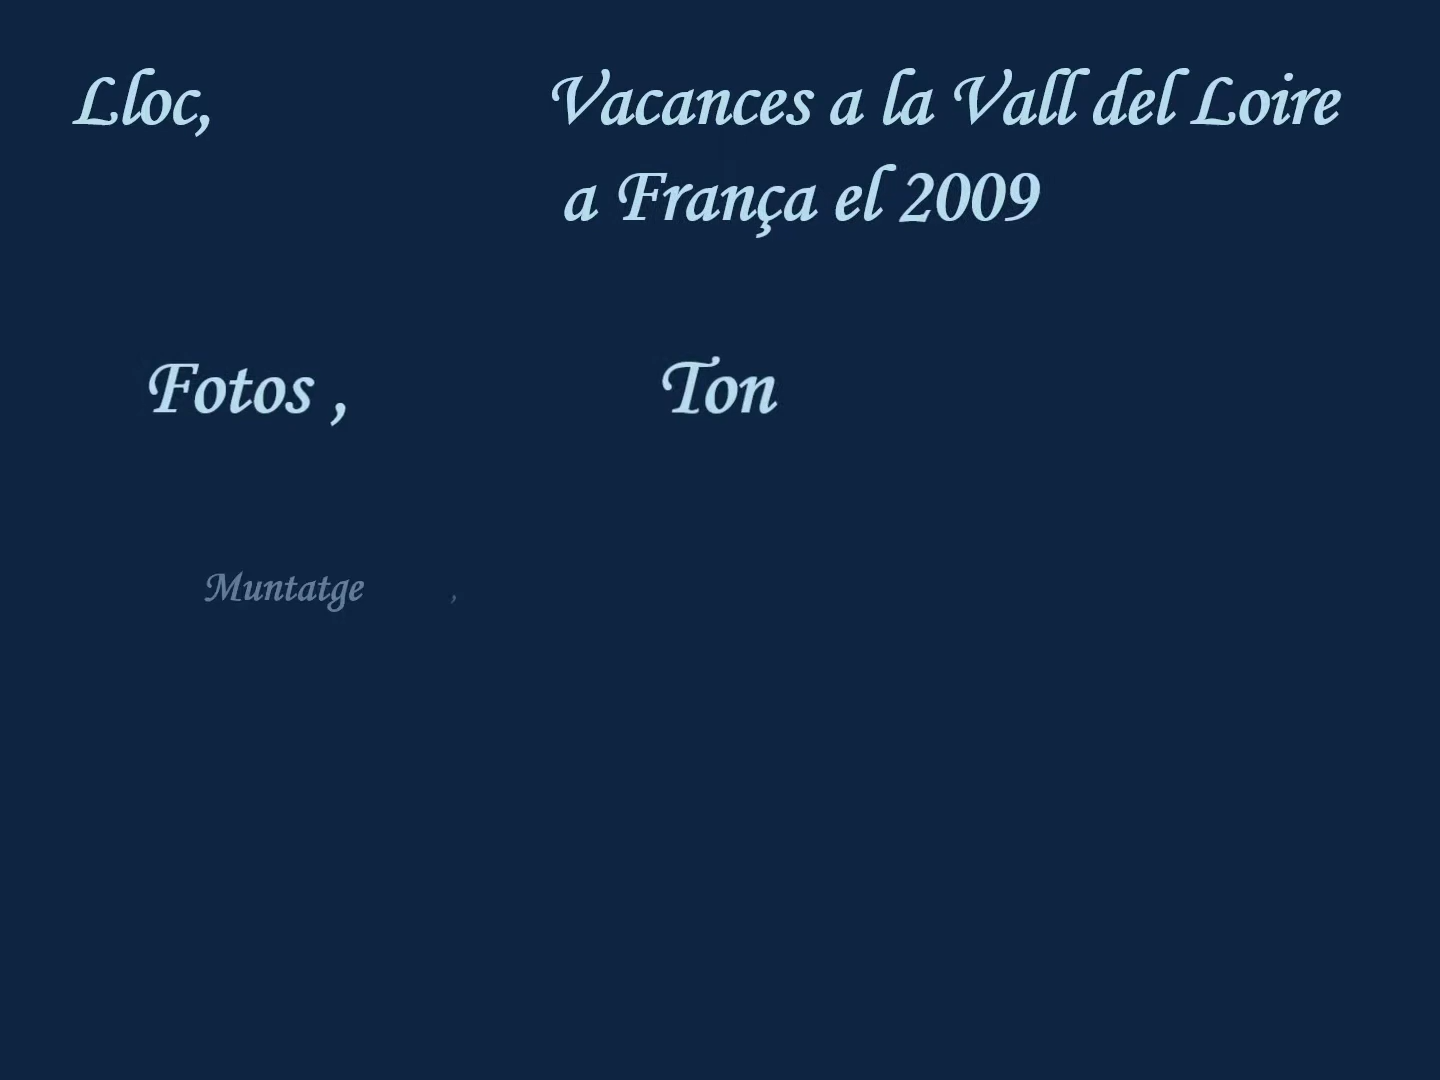 Lloc, Vacances a la Vall del Loire
a França el 2009
Fotos , Ton
Muntatge ,